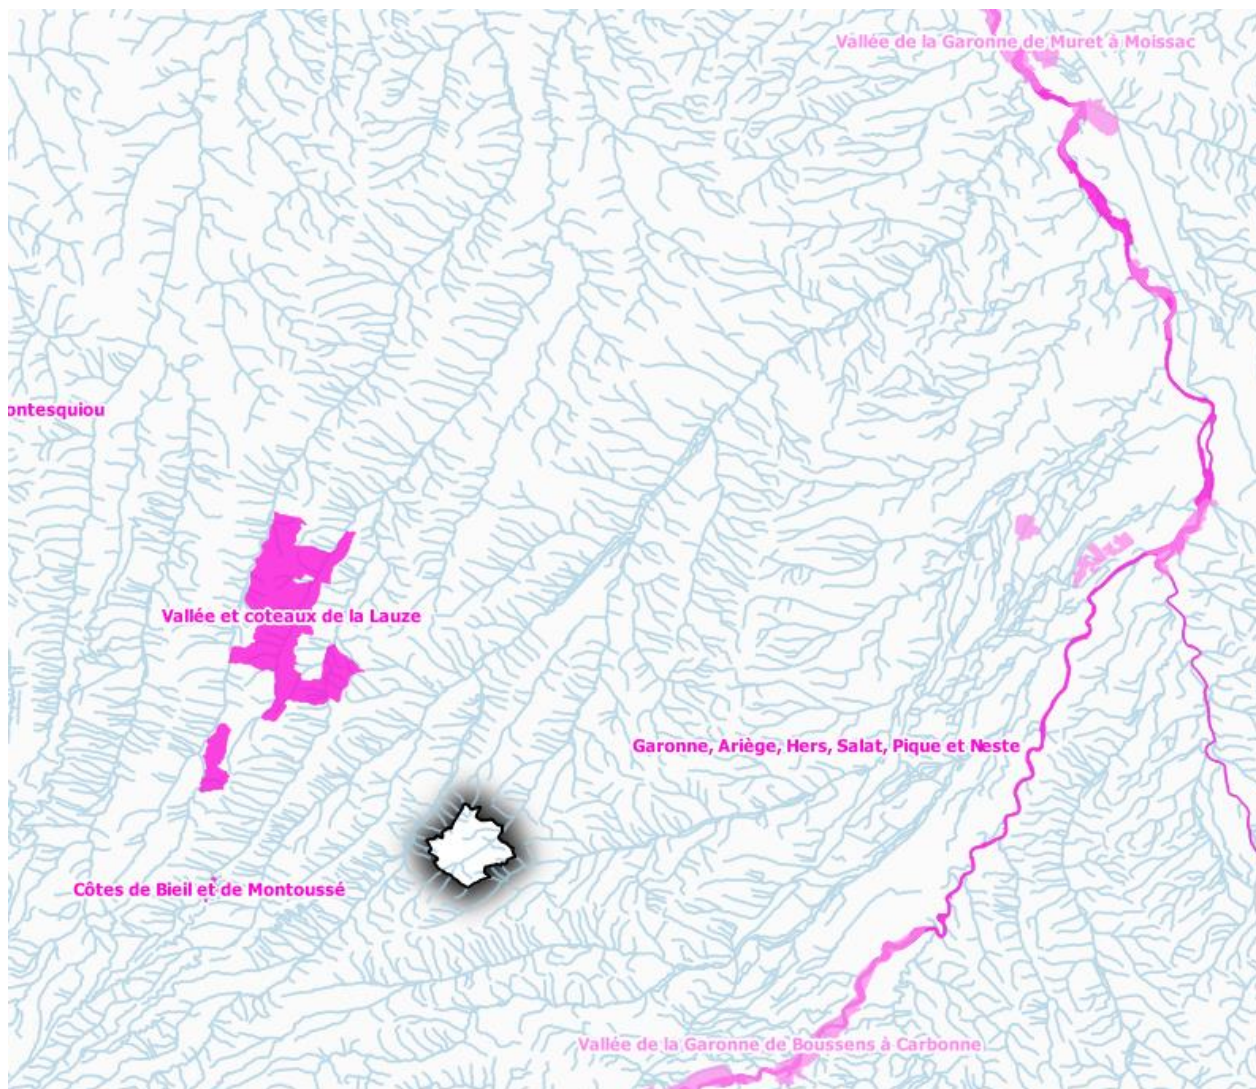 Vallée de la Garonne de Muret à Moissac
ontesquiou
Vallée et coteaux de la Lauze
Garonne, Ariège, Hers, Salat, Pique et Neste
Côtes de Bieil et de Montoussé
Vallée de la Garonne de Boussens à Carbonne